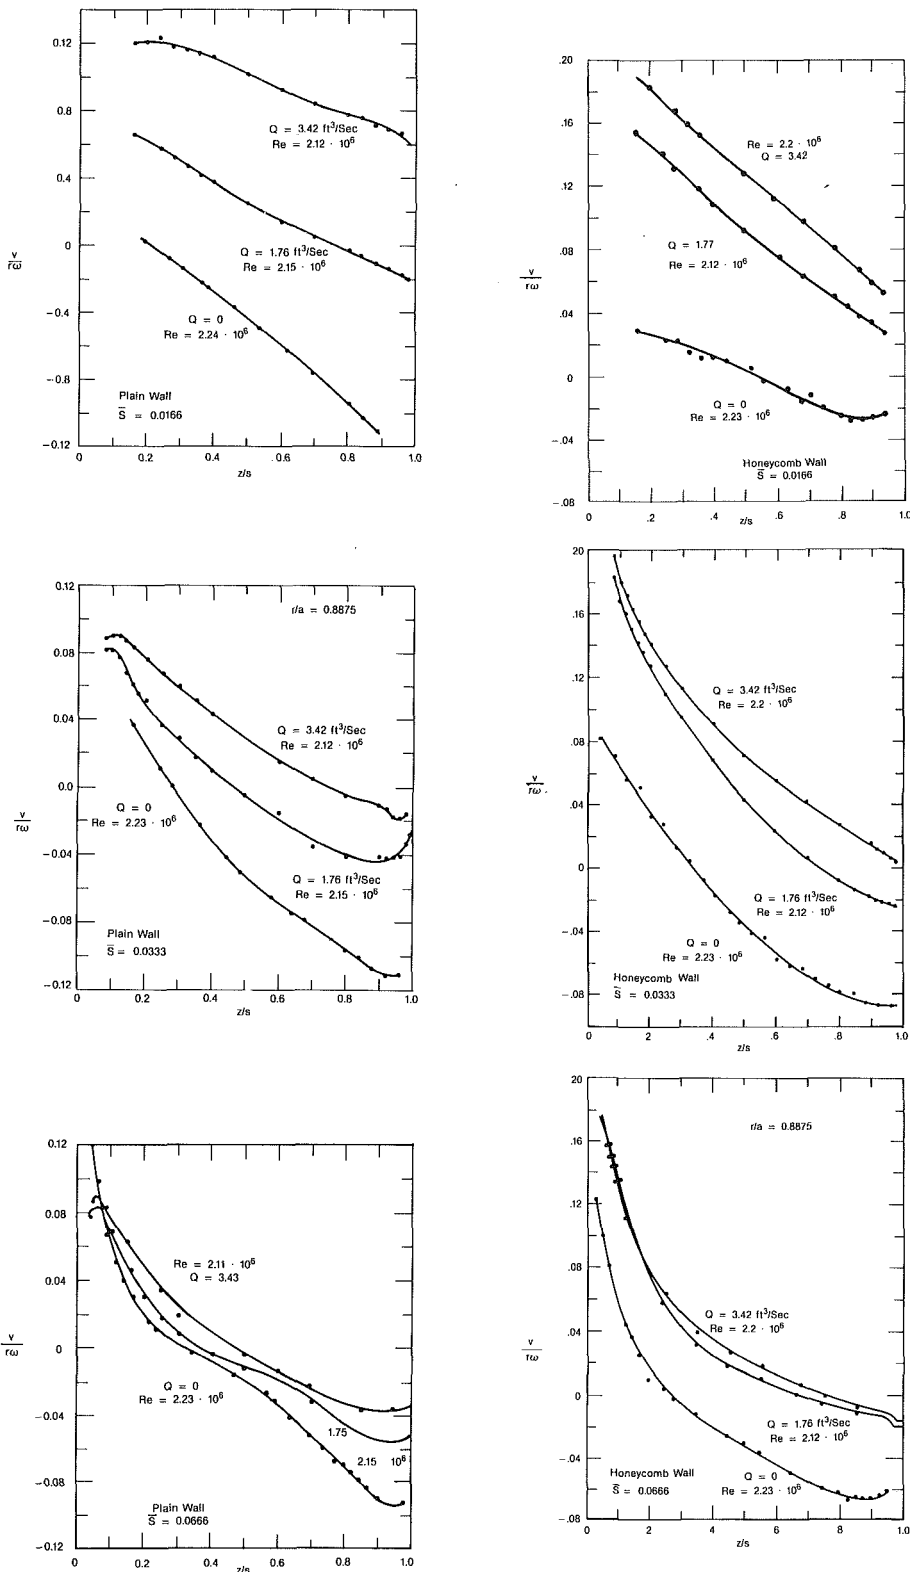 0.12
0.8
0.4
0
−0.4
−0.8
−0.12
v
rω
Q = 3.42 ft³/Sec
Re = 2.12 · 10⁶
Q = 1.76 ft³/Sec
Re = 2.15 · 10⁶
Q = 0
Re = 2.24 · 10⁶
Plain Wall
S̅ = 0.0166
0 0.2 0.4 .0.6 0.8 1.0
z/s
.20
.16
.12
.08
.04
0
−.04
−.08
v
rω
Re = 2.2 · 10⁶
Q = 3.42
Q = 1.77
Re = 2.12 · 10⁶
Q = 0
Re = 2.23 · 10⁶
Honeycomb Wall
S̅ = 0.0166
0 .2 .4 .6 .8 1.0
z/s
0.12
0.08
0.04
0.0
−0.04
−0.08
−0.12
v
rω
r/a = 0.8875
Q = 3.42 ft³/Sec
Re = 2.12 · 10⁶
Q = 0
Re = 2.23 · 10⁶
Q = 1.76 ft³/Sec
Re = 2.15 · 10⁶
Plain Wall
S̅ = 0.0333
0 0.2 0.4 0.6 0.8 1.0
z/s
20
.16
.12
.08
.04
0
−.04
−.08
v
rω.
Q = 3.42 ft³/Sec
Re = 2.2 · 10⁶
Q = 1.76 ft³/Sec
Re = 2.12 · 10⁶
Q = 0
Re = 2.23 · 10⁶
Honeycomb Wall
S̅ = 0.0333
0 2 .4 .6 .8 1.0
z/s
0.12
0.08
0.04
0
−0.04
−0.08
−0.12
v
rω
Re = 2.11 · 10⁶
Q = 3.43
Q = 0
Re = 2.23 · 10⁶
1.75
2.15 10⁶
Plain Wall
S̅ = 0.0666
0 0.2 0.4 0.6 0.8 1.0
z/s
20
.16
.12
.08
.04
0
−.04
−.08
v
rω
r/a = 0.8875
Q = 3.42 ft³/Sec
Re = 2.2 · 10⁶
Q = 1.76 ft³/Sec
Re = 2.12 · 10⁶
Honeycomb Wall
S̅ = 0.0666
Q = 0
Re = 2.23 · 10⁶
0 2 .4 .6 .8 1.0
z/s